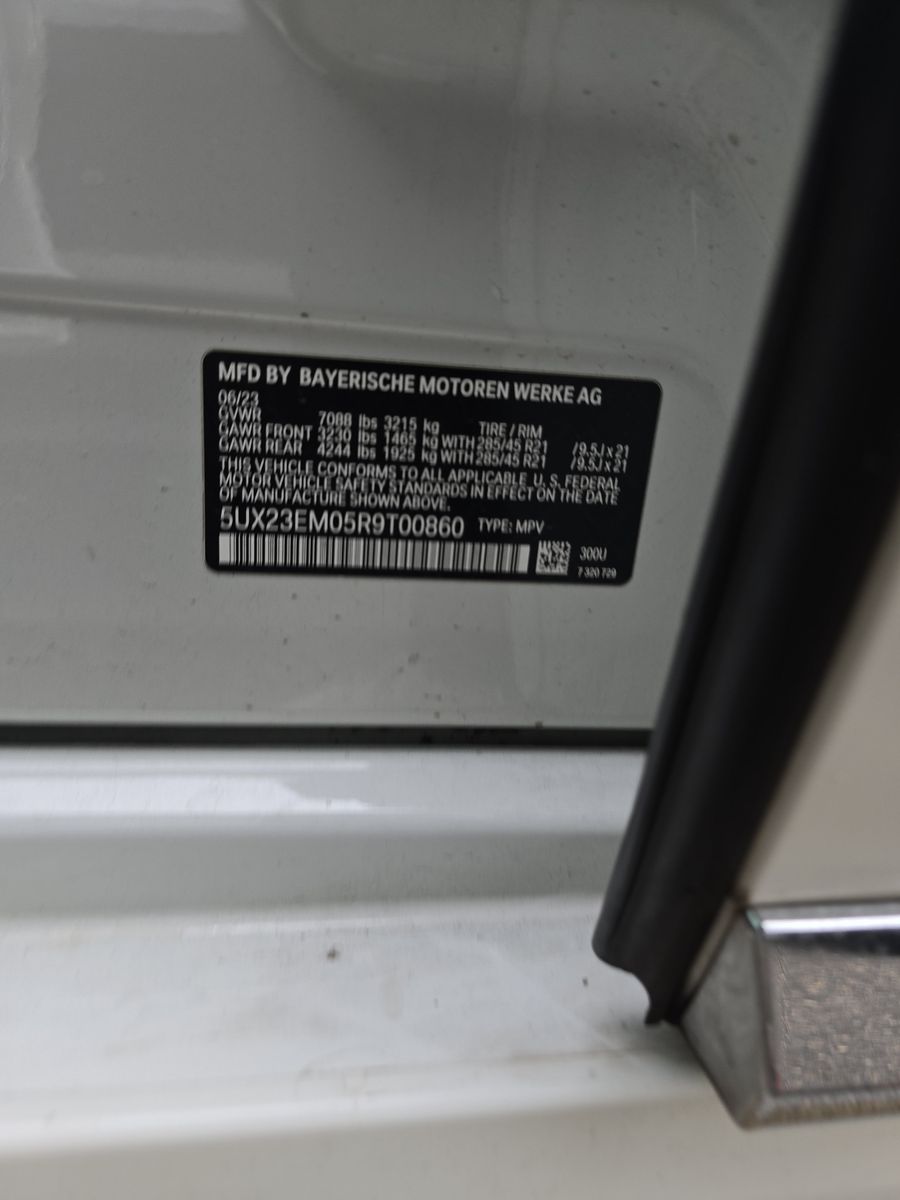 MFD BY BAYERISCHE MOTOREN WERKE AG
06/23
GVWR 7088 lbs 3215 kg TIRE / RIM
GAWR FRONT 3230 lbs 1465 kg WITH 285/45 R21 /9.5J x 21
GAWR REAR 4244 lbs 1925 kg WITH 285/45 R21 /9.5J x 21
THIS VEHICLE CONFORMS TO ALL APPLICABLE U. S. FEDERAL
MOTOR VEHICLE SAFETY STANDARDS IN EFFECT ON THE DATE
OF MANUFACTURE SHOWN ABOVE.
5UX23EM05R9T00860 TYPE: MPV
300U
7 320 729